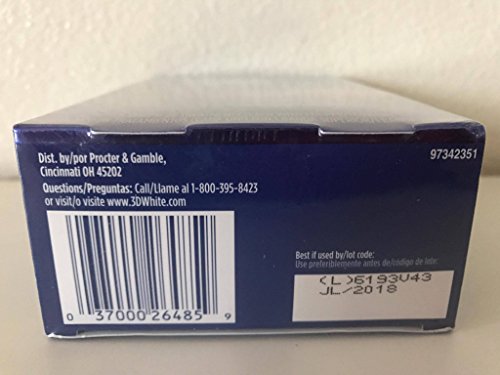 Dist. by/por Procter & Gamble,
Cincinnati OH 45202
Questions/Preguntas: Call/Llame al 1-800-395-8423
or visit/o visite www.3DWhite.com
97342351
0 37000 26485 9
Best if used by/lot code:
Use preferiblemente antes de/código de lote:
(L)6193V43
JL/2018